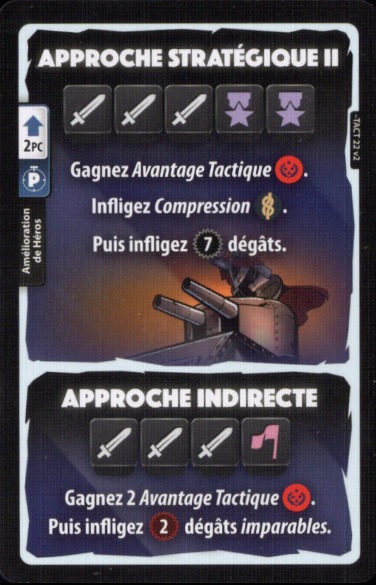 APPROCHE STRATÉGIQUE II
2PC
P
Amélioration
de Héros
-TACT 22 v2
Gagnez Avantage Tactique .
Infligez Compression .
Puis infligez 7 dégâts.
APPROCHE INDIRECTE
Gagnez 2 Avantage Tactique .
Puis infligez 2 dégâts imparables.